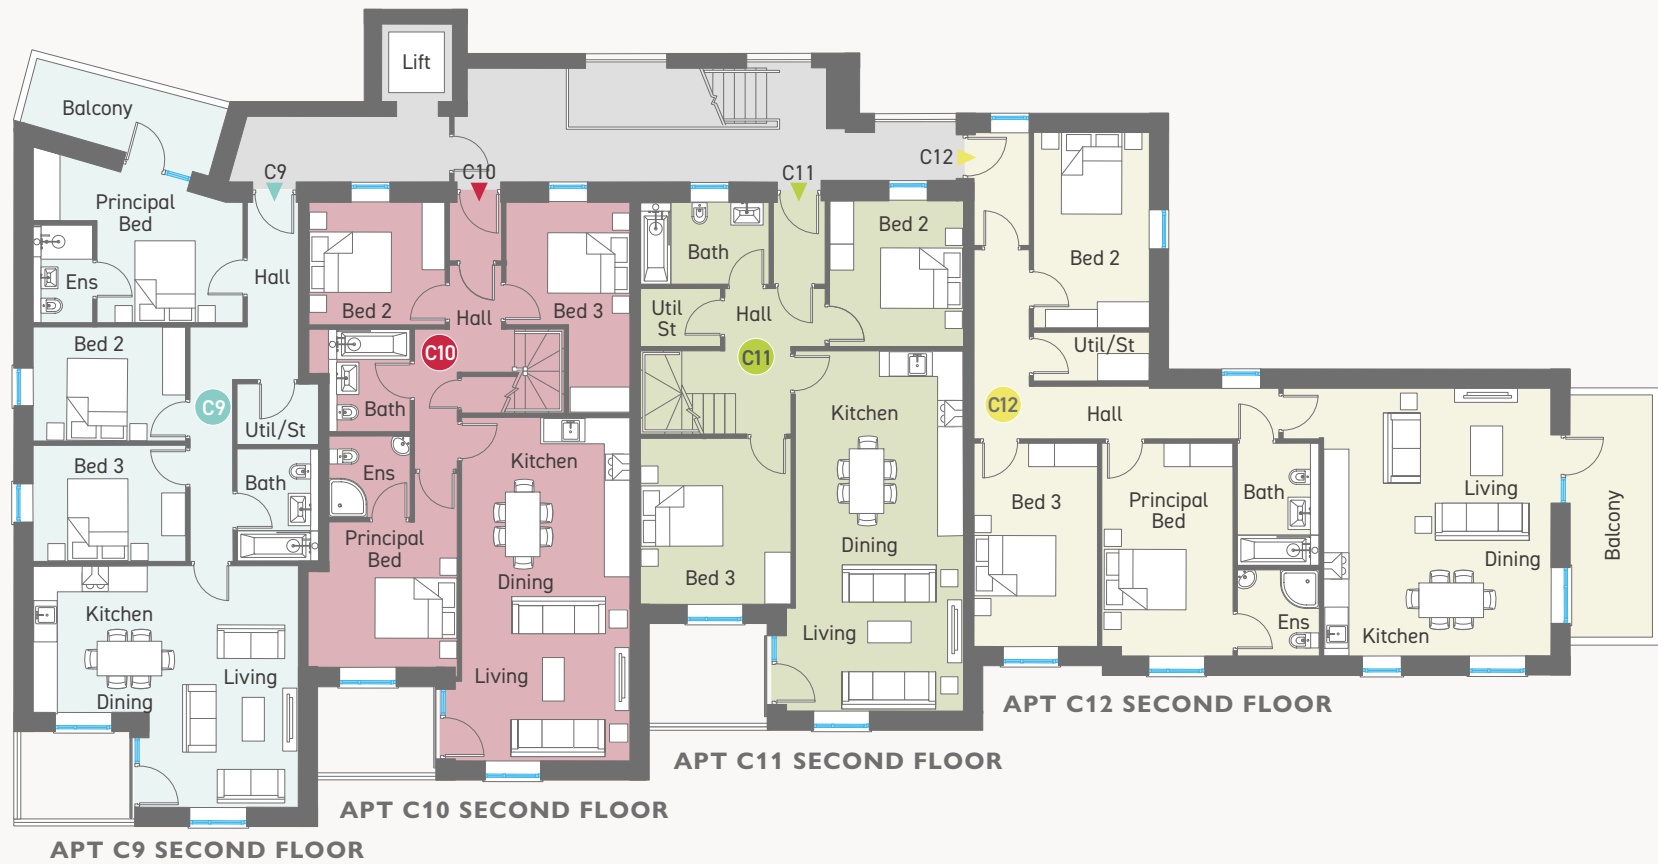 Lift
Balcony
C9
C10
C11
C12
Principal
Bed
Ens
Hall
Bed 2
Bed 3
C9
Util/St
Bath
Kitchen
Dining
Living
Bed 2
Hall
Bed 3
C10
Bath
Ens
Principal
Bed
Kitchen
Dining
Living
Bath
Bed 2
Util
St
Hall
C11
Kitchen
Dining
Bed 3
Living
Bed 2
Util/St
C12
Hall
Bed 3
Principal
Bed
Bath
Ens
Living
Dining
Kitchen
Balcony
APT C12 SECOND FLOOR
APT C11 SECOND FLOOR
APT C10 SECOND FLOOR
APT C9 SECOND FLOOR